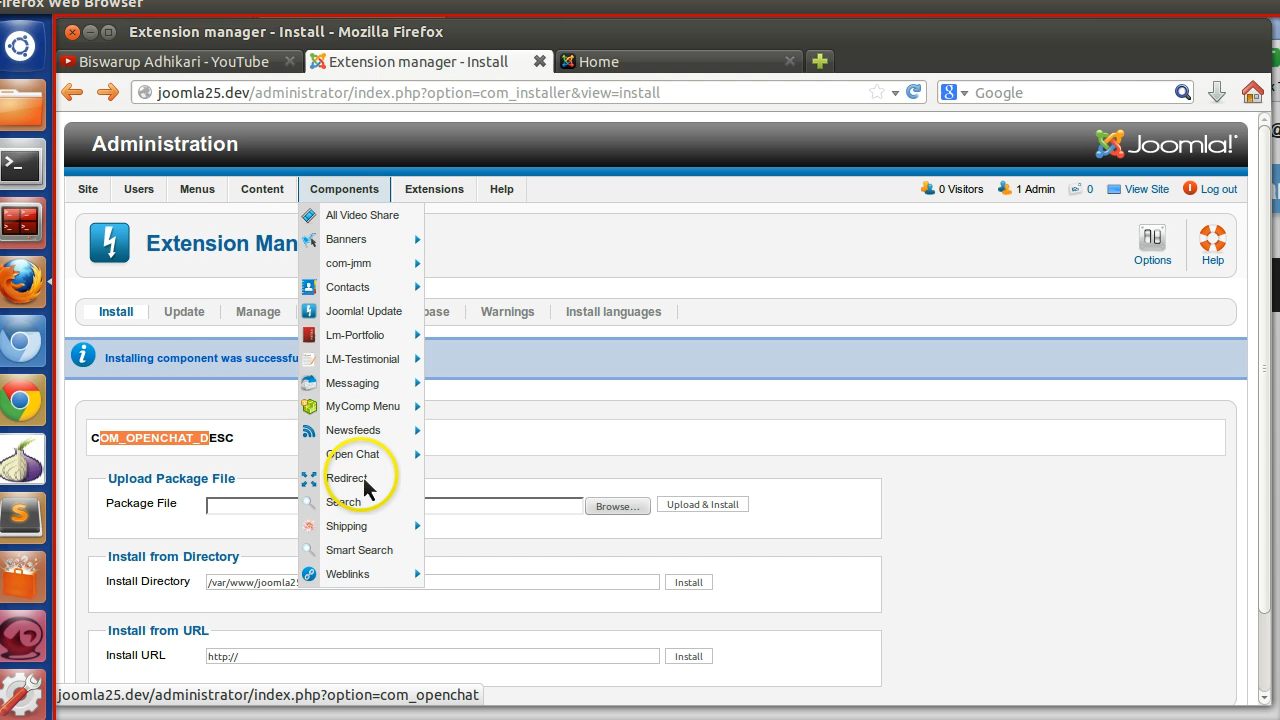 Firefox Web Browser
Extension manager - Install - Mozilla Firefox
Biswarup Adhikari - YouTube
Extension manager - Install
Home
joomla25.dev/administrator/index.php?option=com_installer&view=install
Google
Administration
Joomla!
Site
Users
Menus
Content
Components
Extensions
Help
0 Visitors
1 Admin
0
View Site
Log out
Extension Man
Options
Help
All Video Share
Banners
com-jmm
Contacts
Joomla! Update
Lm-Portfolio
LM-Testimonial
Messaging
MyComp Menu
Newsfeeds
Open Chat
Redirect
Search
Shipping
Smart Search
Weblinks
Install
Update
Manage
base
Warnings
Install languages
Installing component was successfu
COM_OPENCHAT_DESC
Upload Package File
Package File
Browse...
Upload & Install
Install from Directory
Install Directory
/var/www/joomla25
Install
Install from URL
Install URL
http://
Install
joomla25.dev/administrator/index.php?option=com_openchat